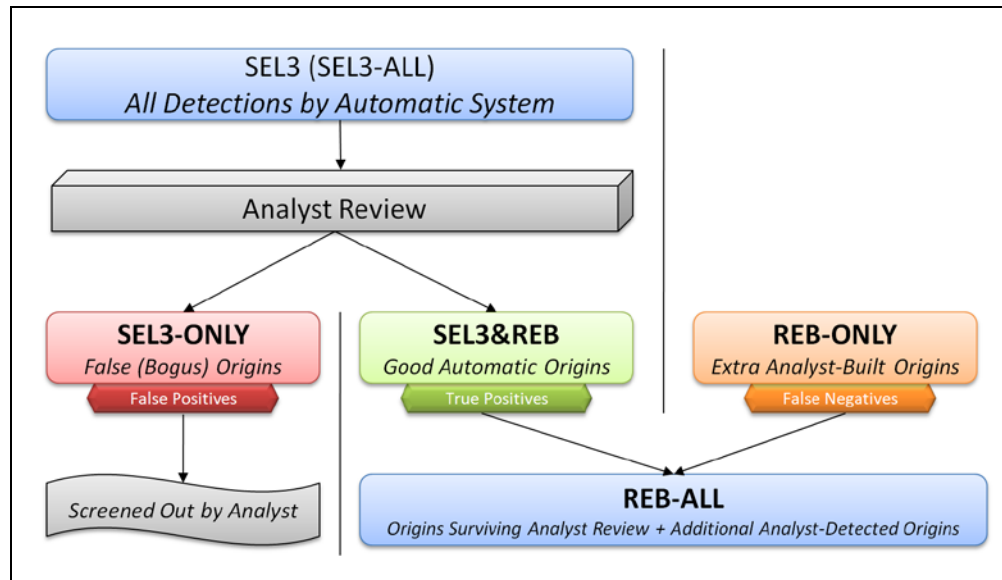 SEL3 (SEL3-ALL)
All Detections by Automatic System
Analyst Review
SEL3-ONLY
False (Bogus) Origins
False Positives
SEL3&REB
Good Automatic Origins
True Positives
REB-ONLY
Extra Analyst-Built Origins
False Negatives
Screened Out by Analyst
REB-ALL
Origins Surviving Analyst Review + Additional Analyst-Detected Origins